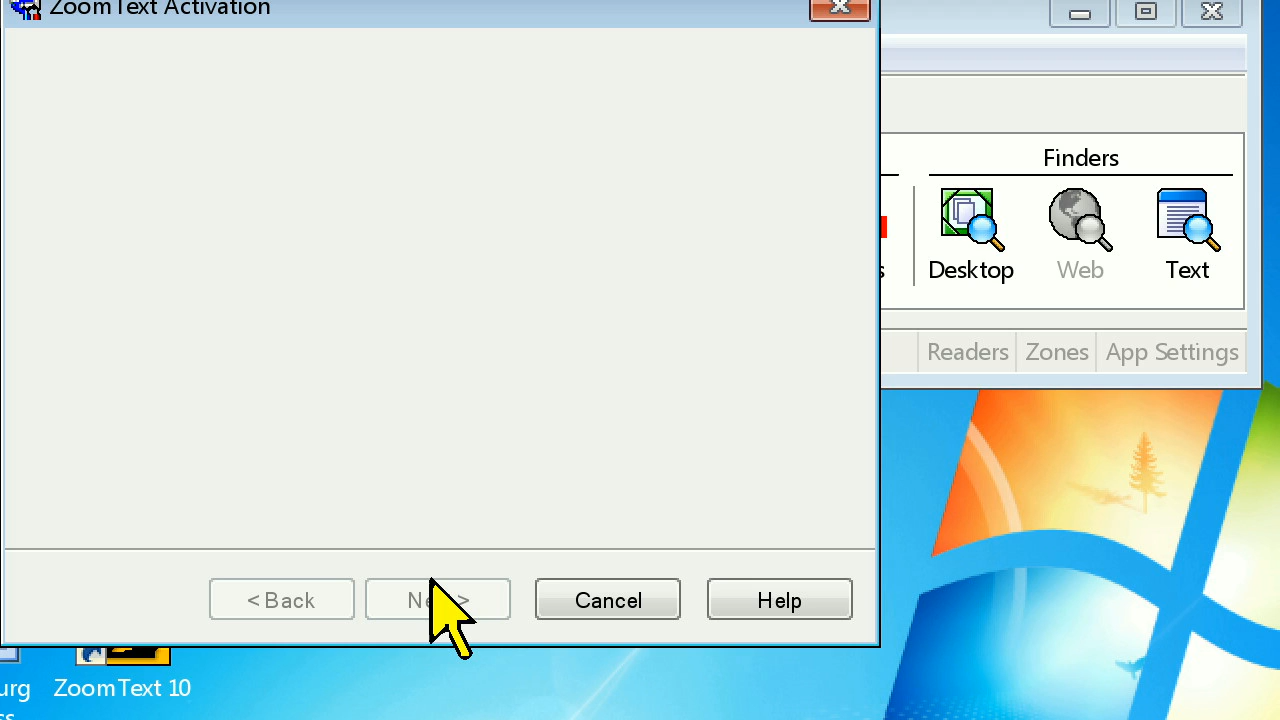 ZoomText Activation
Finders
Desktop
Web
Text
Readers
Zones
App Settings
< Back
Cancel
Help
ZoomText 10